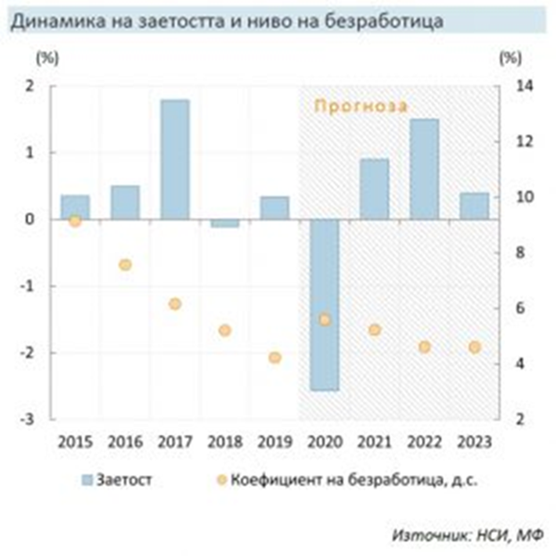 Динамика на заетостта и ниво на безработица
(%) (%)
2 14
Прогноза
12
1
10
0
8
-1
6
-2
4
-3 2
2015 2016 2017 2018 2019 2020 2021 2022 2023
Заетост Коефициент на безработица, д.с.
Източник: НСИ, МФ